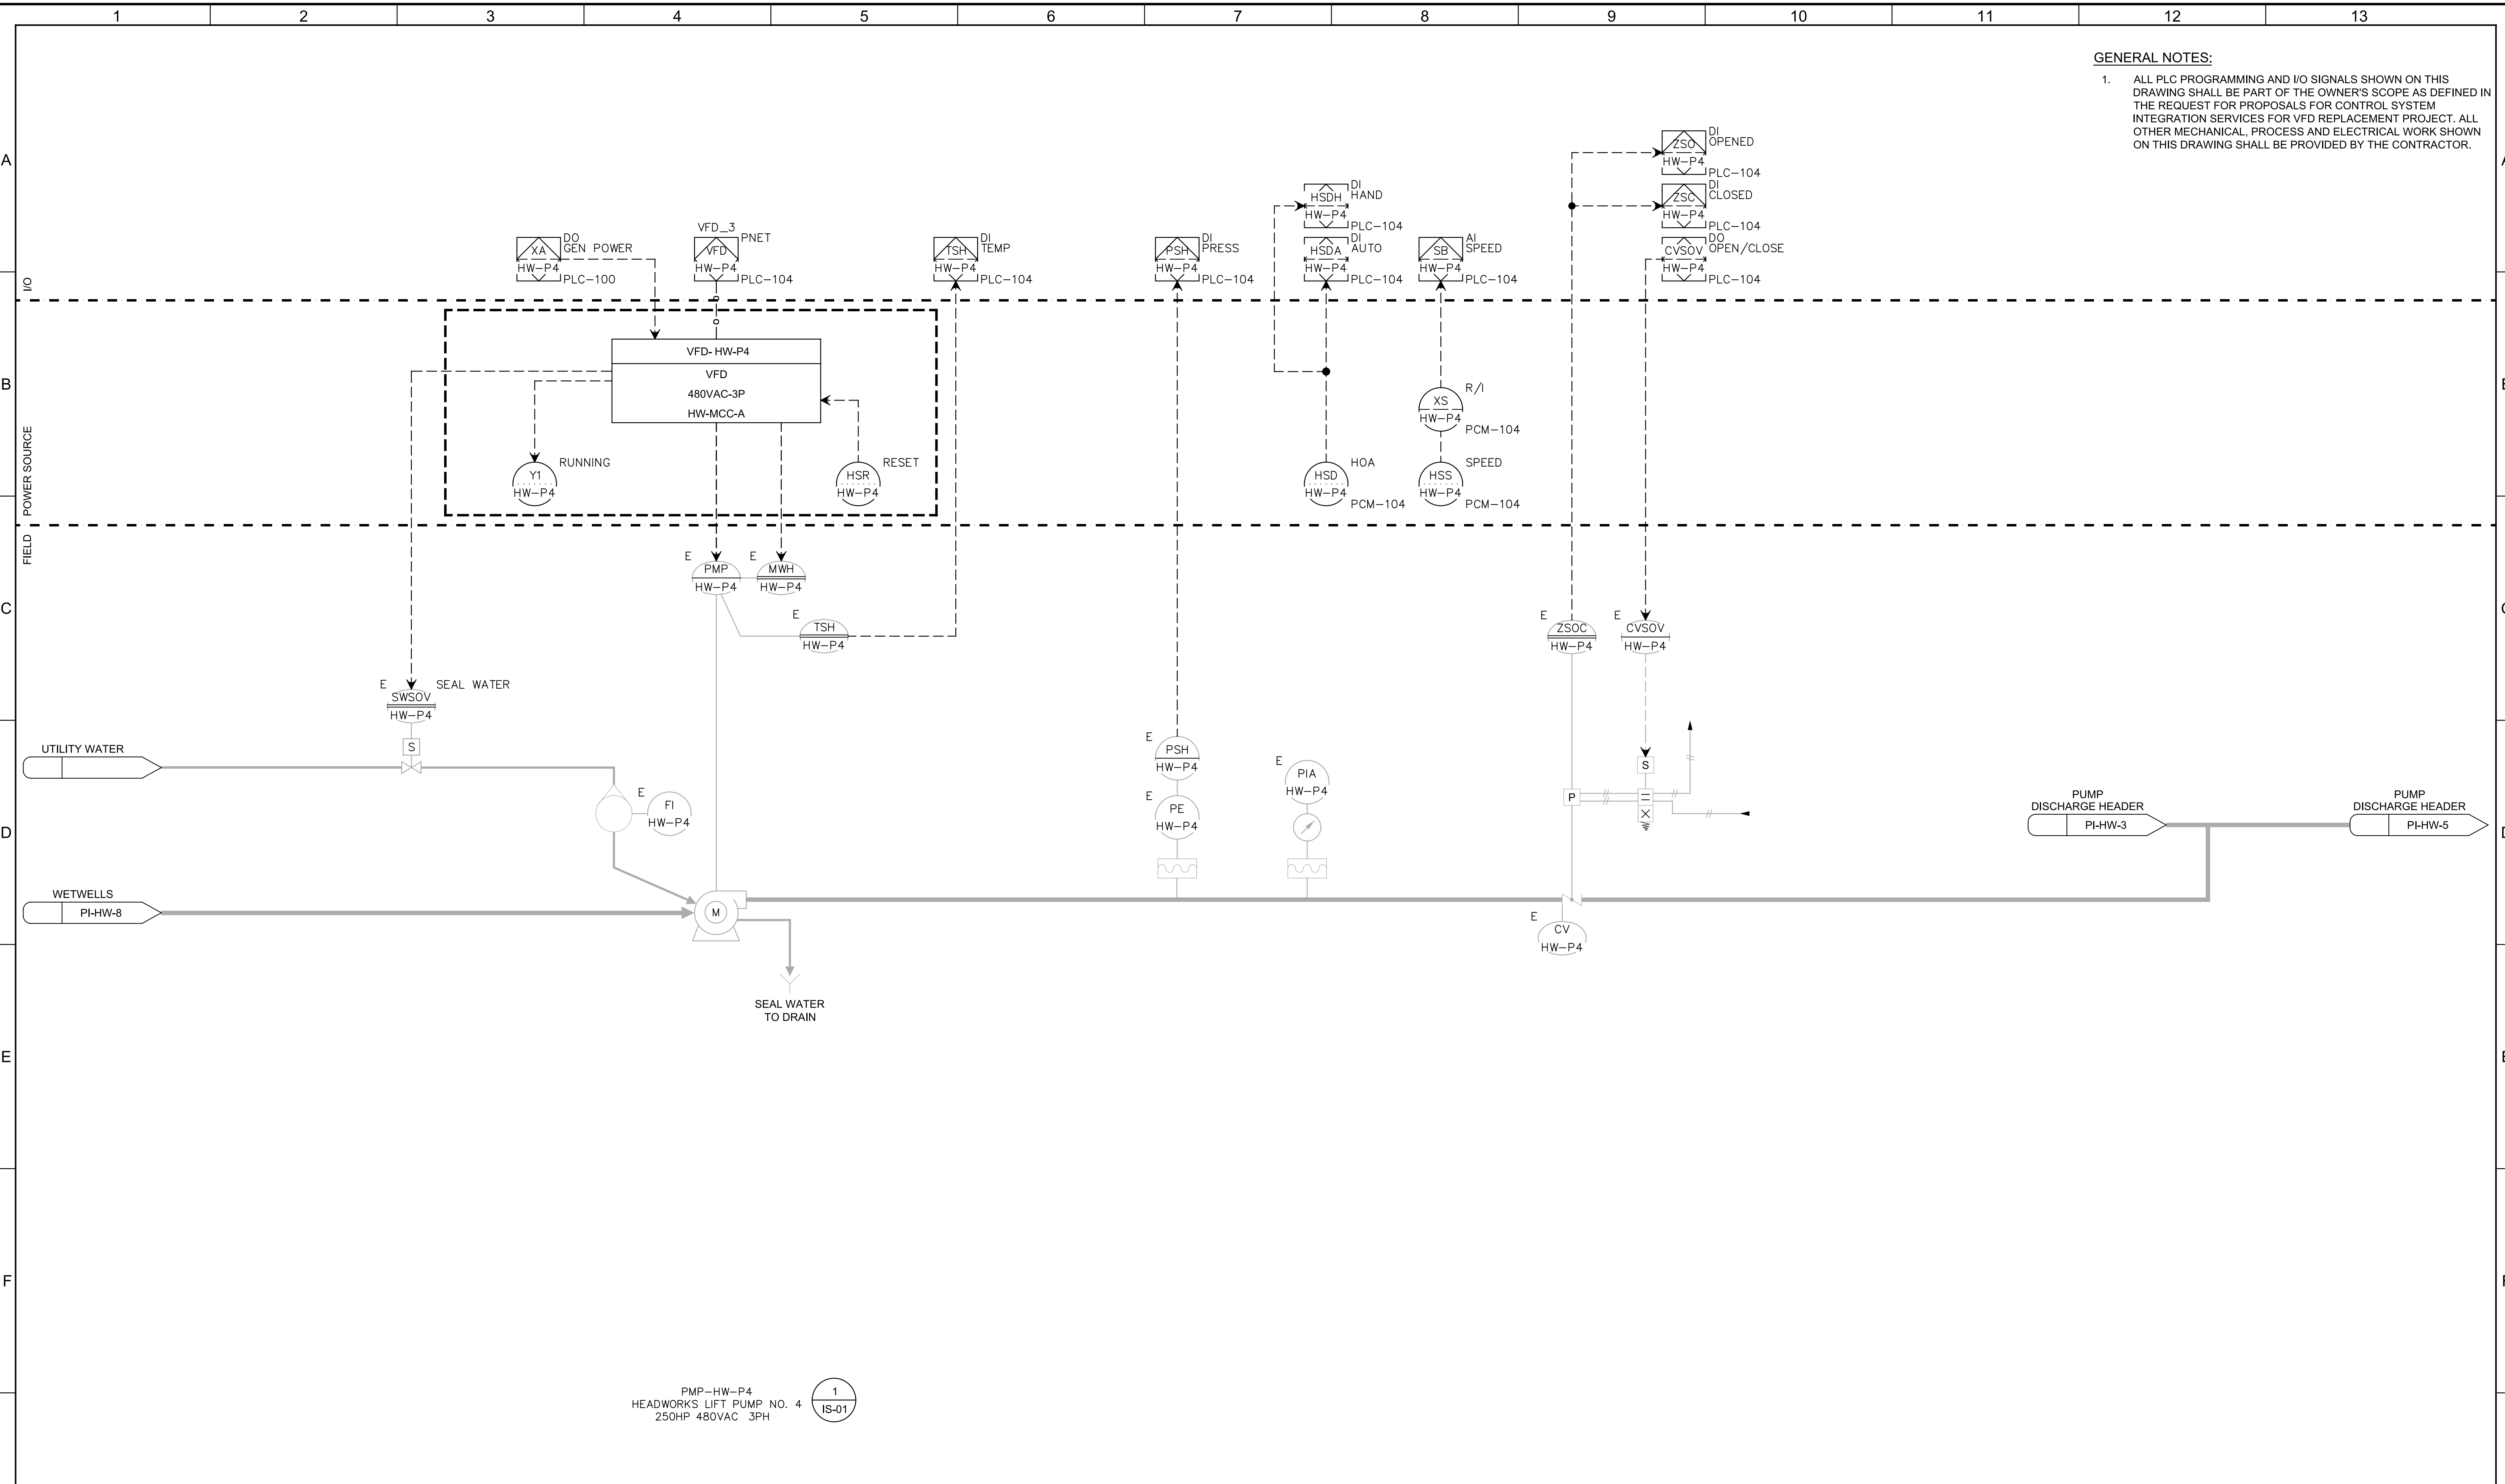 1 2 3 4 5 6 7 8 9 10 11 12 13
GENERAL NOTES:
1. ALL PLC PROGRAMMING AND I/O SIGNALS SHOWN ON THIS
DRAWING SHALL BE PART OF THE OWNER'S SCOPE AS DEFINED IN
THE REQUEST FOR PROPOSALS FOR CONTROL SYSTEM
INTEGRATION SERVICES FOR VFD REPLACEMENT PROJECT. ALL
OTHER MECHANICAL, PROCESS AND ELECTRICAL WORK SHOWN
ON THIS DRAWING SHALL BE PROVIDED BY THE CONTRACTOR.
A
B
C
D
E
F
I/O
POWER SOURCE
FIELD
DO
XA GEN POWER
HW-P4
PLC-100
VFD_3
PNET
VFD
HW-P4
PLC-104
DI
TSH TEMP
HW-P4
PLC-104
DI
PSH PRESS
HW-P4
PLC-104
DI
HSDH HAND
HW-P4
PLC-104
DI
HSDA AUTO
HW-P4
PLC-104
AI
SB SPEED
HW-P4
PLC-104
DI
ZSO OPENED
HW-P4
PLC-104
DI
ZSC CLOSED
HW-P4
PLC-104
DO
CVSOV OPEN/CLOSE
HW-P4
PLC-104
VFD- HW-P4
VFD
480VAC-3P
HW-MCC-A
RUNNING
Y1
HW-P4
RESET
HSR
HW-P4
R/I
XS
HW-P4
PCM-104
HOA
HSD
HW-P4
PCM-104
SPEED
HSS
HW-P4
PCM-104
E
PMP
HW-P4
E
MWH
HW-P4
E
TSH
HW-P4
E
ZSOC
HW-P4
E
CVSOV
HW-P4
E SEAL WATER
SWSOV
HW-P4
S
UTILITY WATER
E
FI
HW-P4
E
PSH
HW-P4
E
PE
HW-P4
E
PIA
HW-P4
S
P
PUMP
DISCHARGE HEADER
PI-HW-3
PUMP
DISCHARGE HEADER
PI-HW-5
WETWELLS
PI-HW-8
M
E
CV
HW-P4
SEAL WATER
TO DRAIN
PMP-HW-P4
HEADWORKS LIFT PUMP NO. 4
250HP 480VAC 3PH
1
IS-01